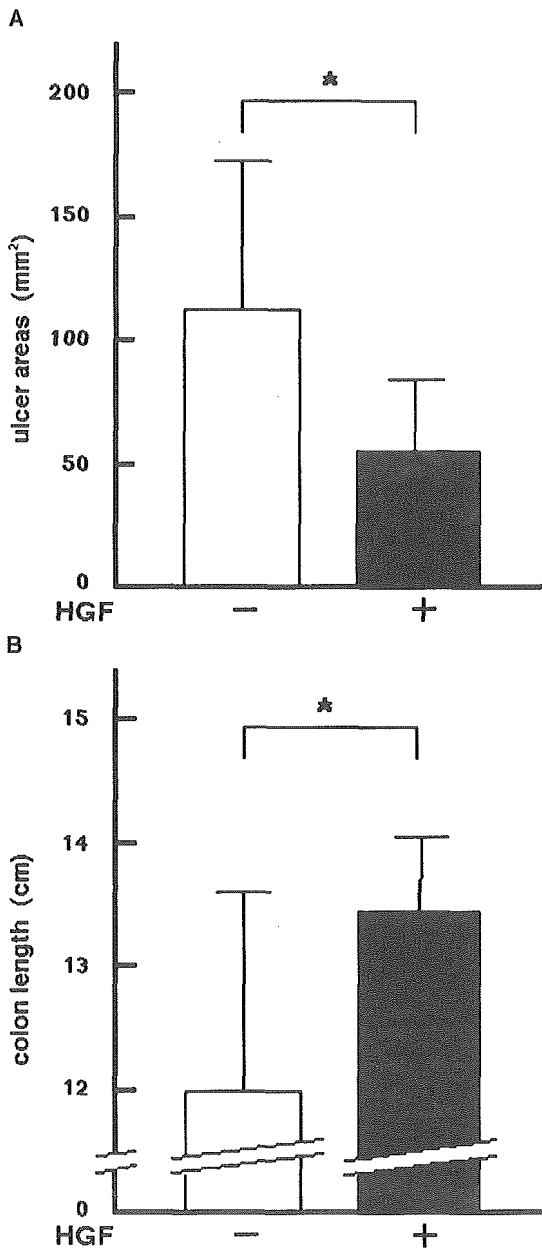 A
ulcer areas (mm²)
200
*
150
100
50
0
HGF − +
B
colon length (cm)
15
*
14
13
12
0
HGF − +